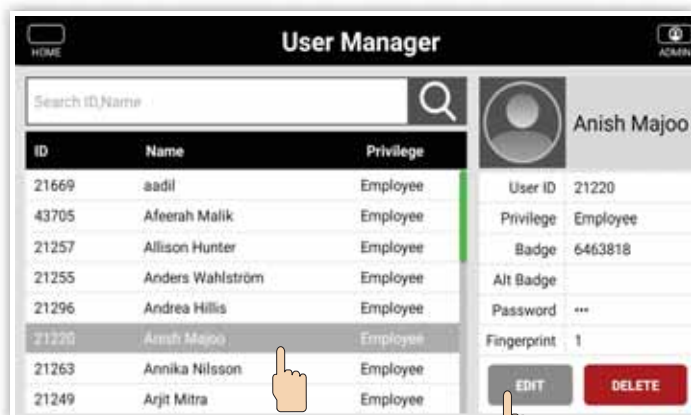 HOME
User Manager
ADMIN
Search ID,Name
ID Name Privilege
21669 aadil Employee
43705 Afeerah Malik Employee
21257 Allison Hunter Employee
21255 Anders Wahlström Employee
21296 Andrea Hillis Employee
21220 Anish Majoo Employee
21263 Annika Nilsson Employee
21249 Arjit Mitra Employee
Anish Majoo
User ID 21220
Privilege Employee
Badge 6463818
Alt Badge
Password •••
Fingerprint 1
EDIT DELETE